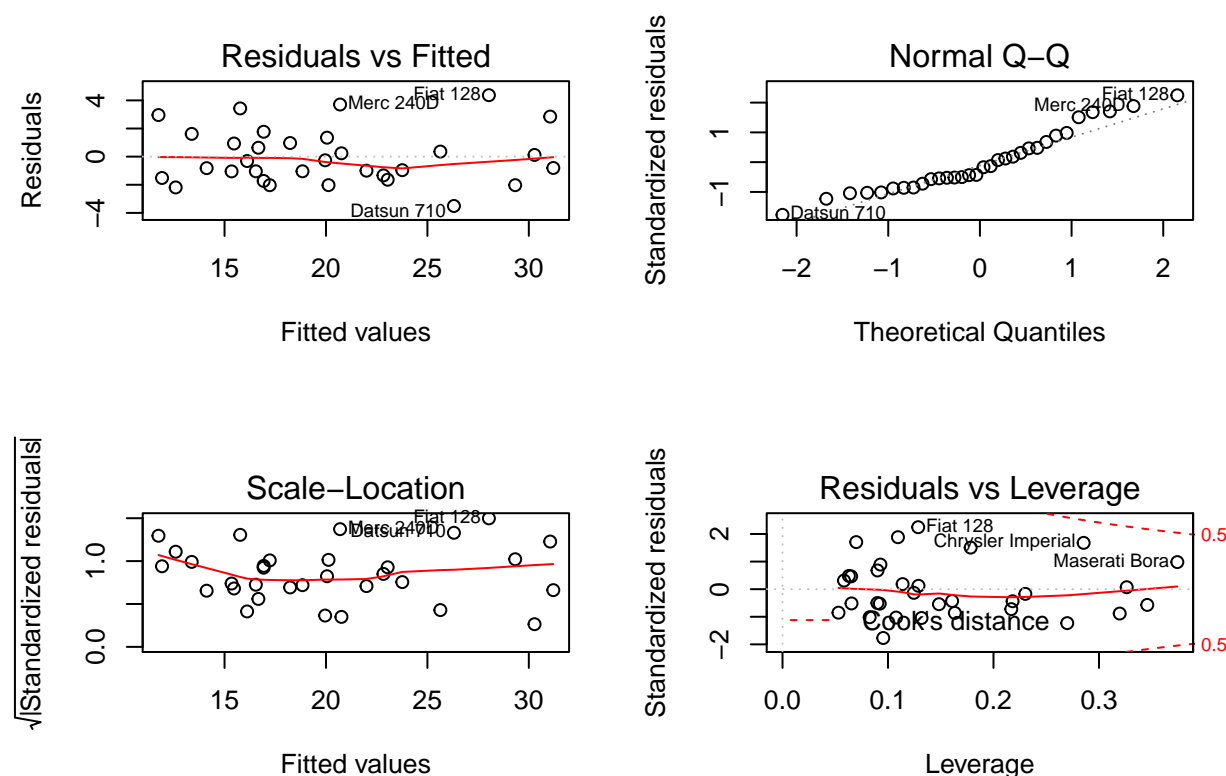 Residuals vs Fitted
Residuals
4
0
−4
Fiat 128
Merc 240D
Datsun 710
15 20 25 30
Fitted values
Normal Q−Q
Standardized residuals
1
−1
Fiat 128
Merc 240D
Datsun 710
−2 −1 0 1 2
Theoretical Quantiles
Scale−Location
√|Standardized residuals|
1.0
0.0
Fiat 128
Merc 240D
Datsun 710
15 20 25 30
Fitted values
Residuals vs Leverage
Standardized residuals
2
0
−2
Fiat 128
Chrysler Imperial
Maserati Bora
Cook's distance
0.5
0.5
0.0 0.1 0.2 0.3
Leverage